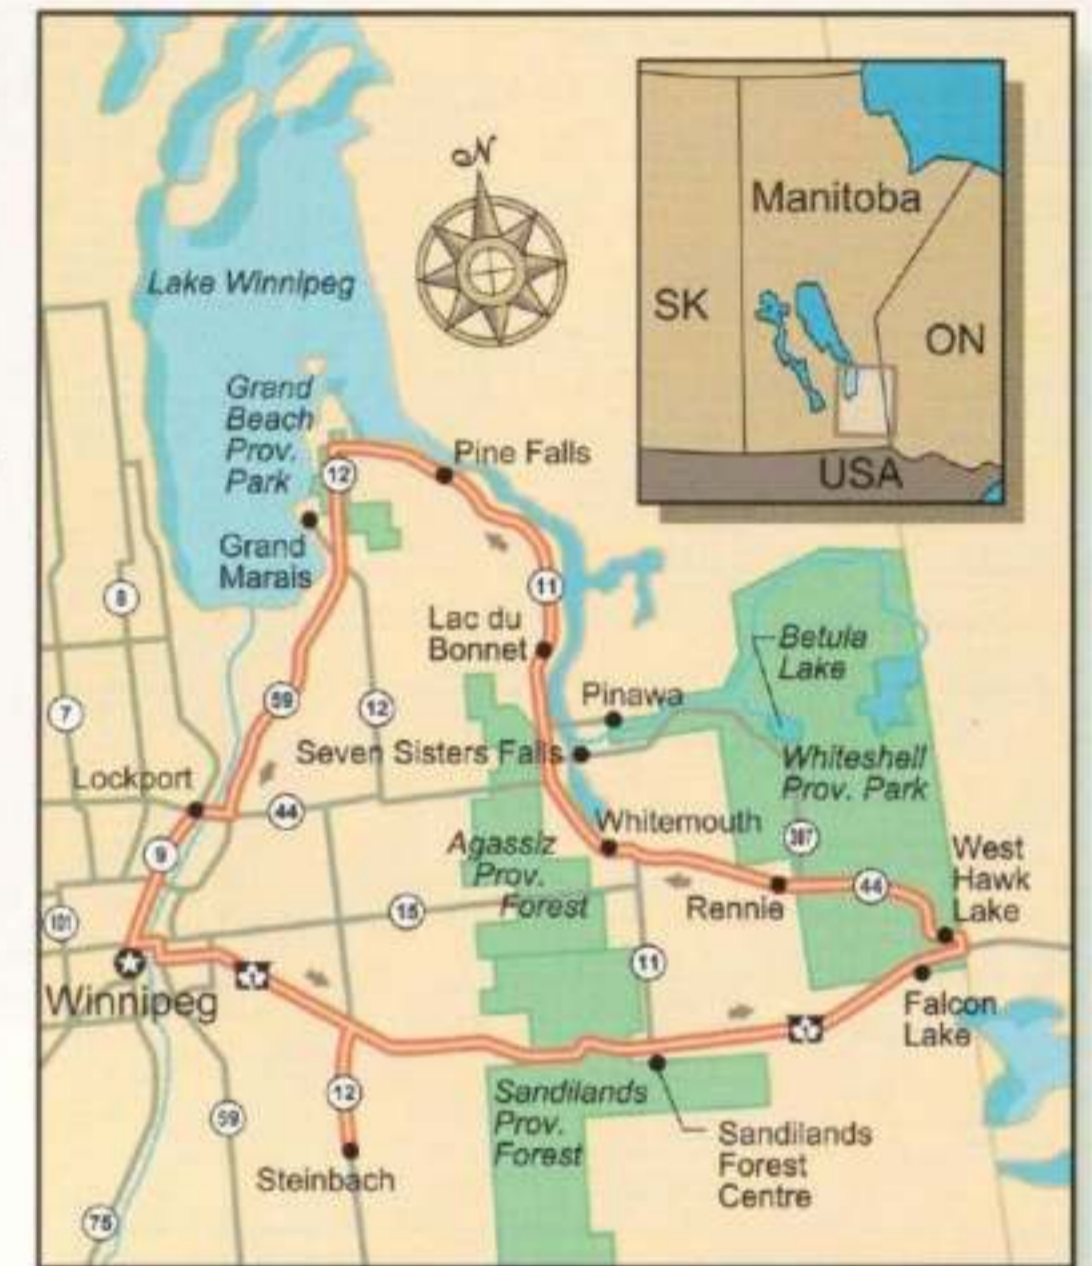 N
Manitoba
SK
ON
USA
Lake Winnipeg
Grand
Beach
Prov.
Park
12
Pine Falls
Grand
Marais
8
11
Lac du
Bonnet
Betula
Lake
7
59
12
Pinawa
Seven Sisters Falls
Whiteshell
Prov. Park
Lockport
44
Whitemouth
307
9
Agassiz
Prov.
Forest
West
Hawk
Lake
44
Rennie
101
15
11
1
Winnipeg
Falcon
Lake
1
12
Sandilands
Prov.
Forest
59
Sandilands
Forest
Centre
Steinbach
75